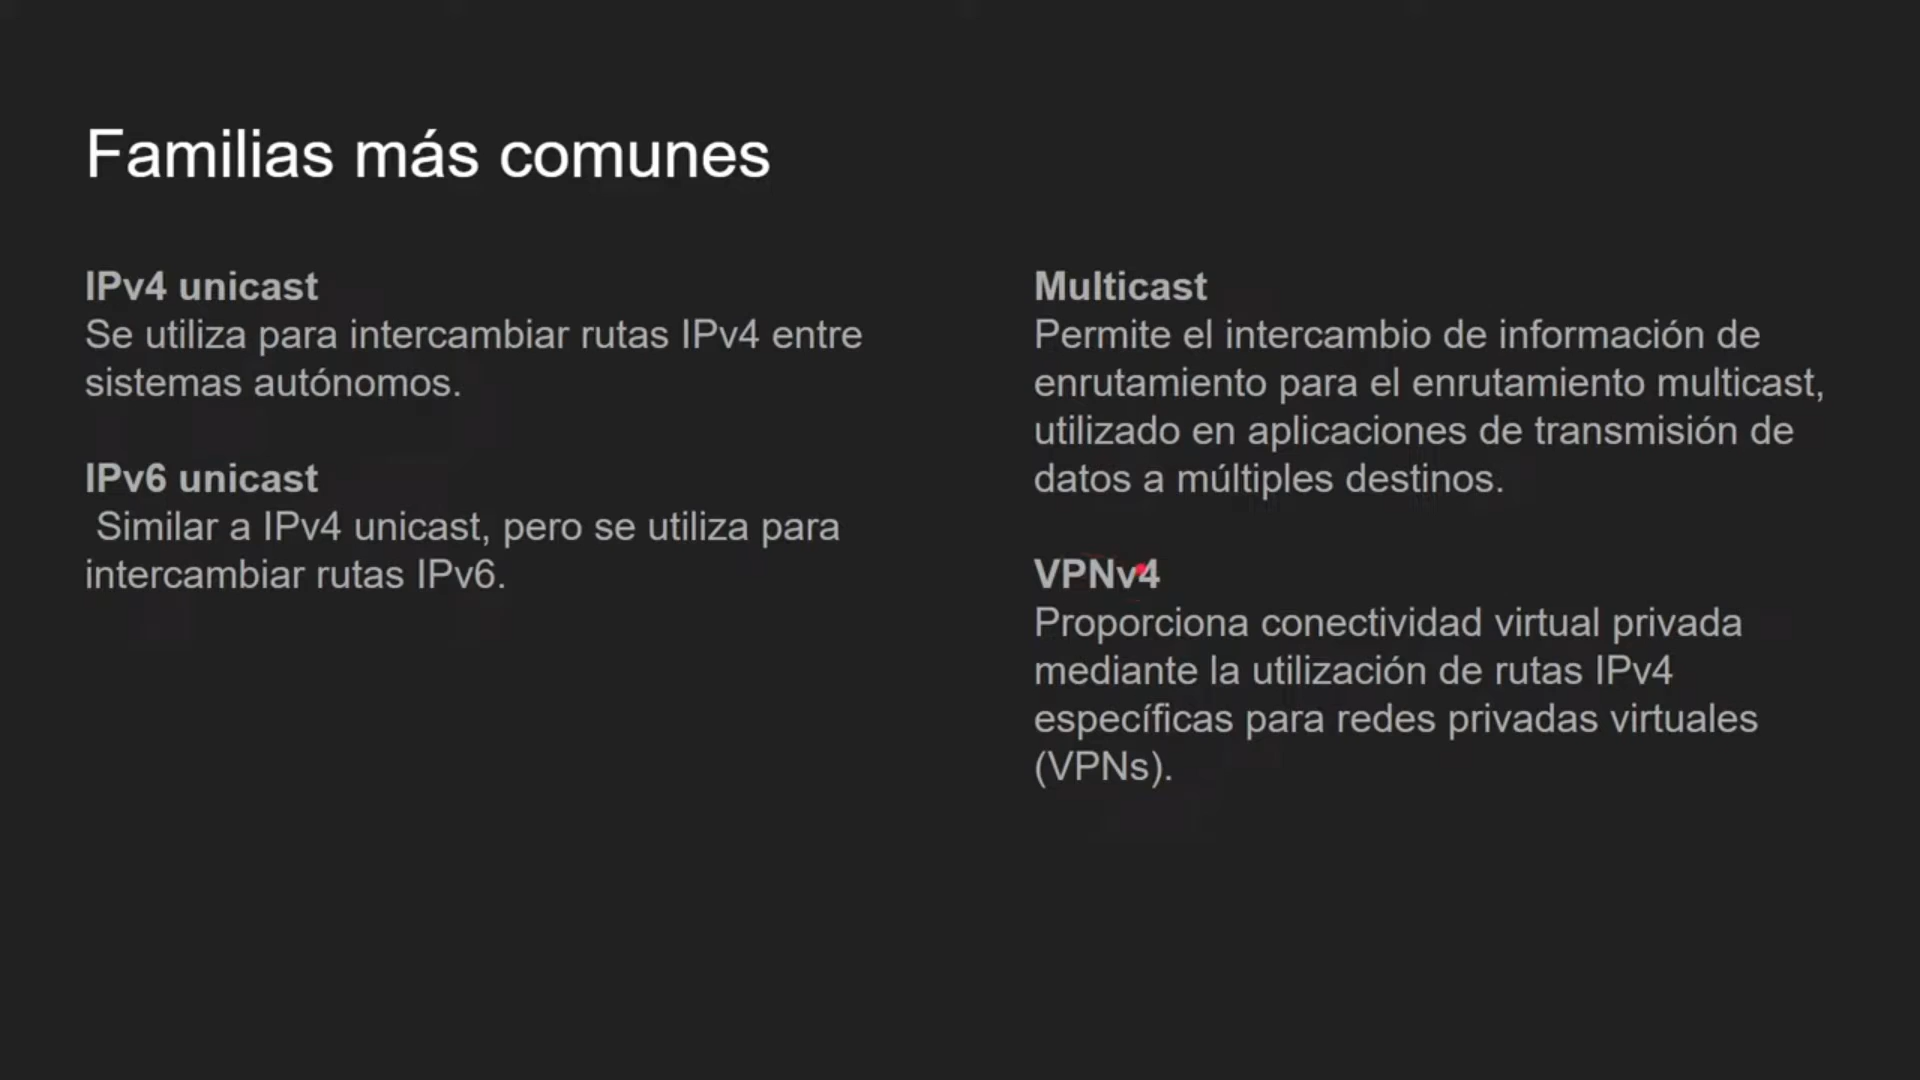 Familias más comunes
IPv4 unicast
Se utiliza para intercambiar rutas IPv4 entre
sistemas autónomos.
IPv6 unicast
Similar a IPv4 unicast, pero se utiliza para
intercambiar rutas IPv6.
Multicast
Permite el intercambio de información de
enrutamiento para el enrutamiento multicast,
utilizado en aplicaciones de transmisión de
datos a múltiples destinos.
VPNv4
Proporciona conectividad virtual privada
mediante la utilización de rutas IPv4
específicas para redes privadas virtuales
(VPNs).